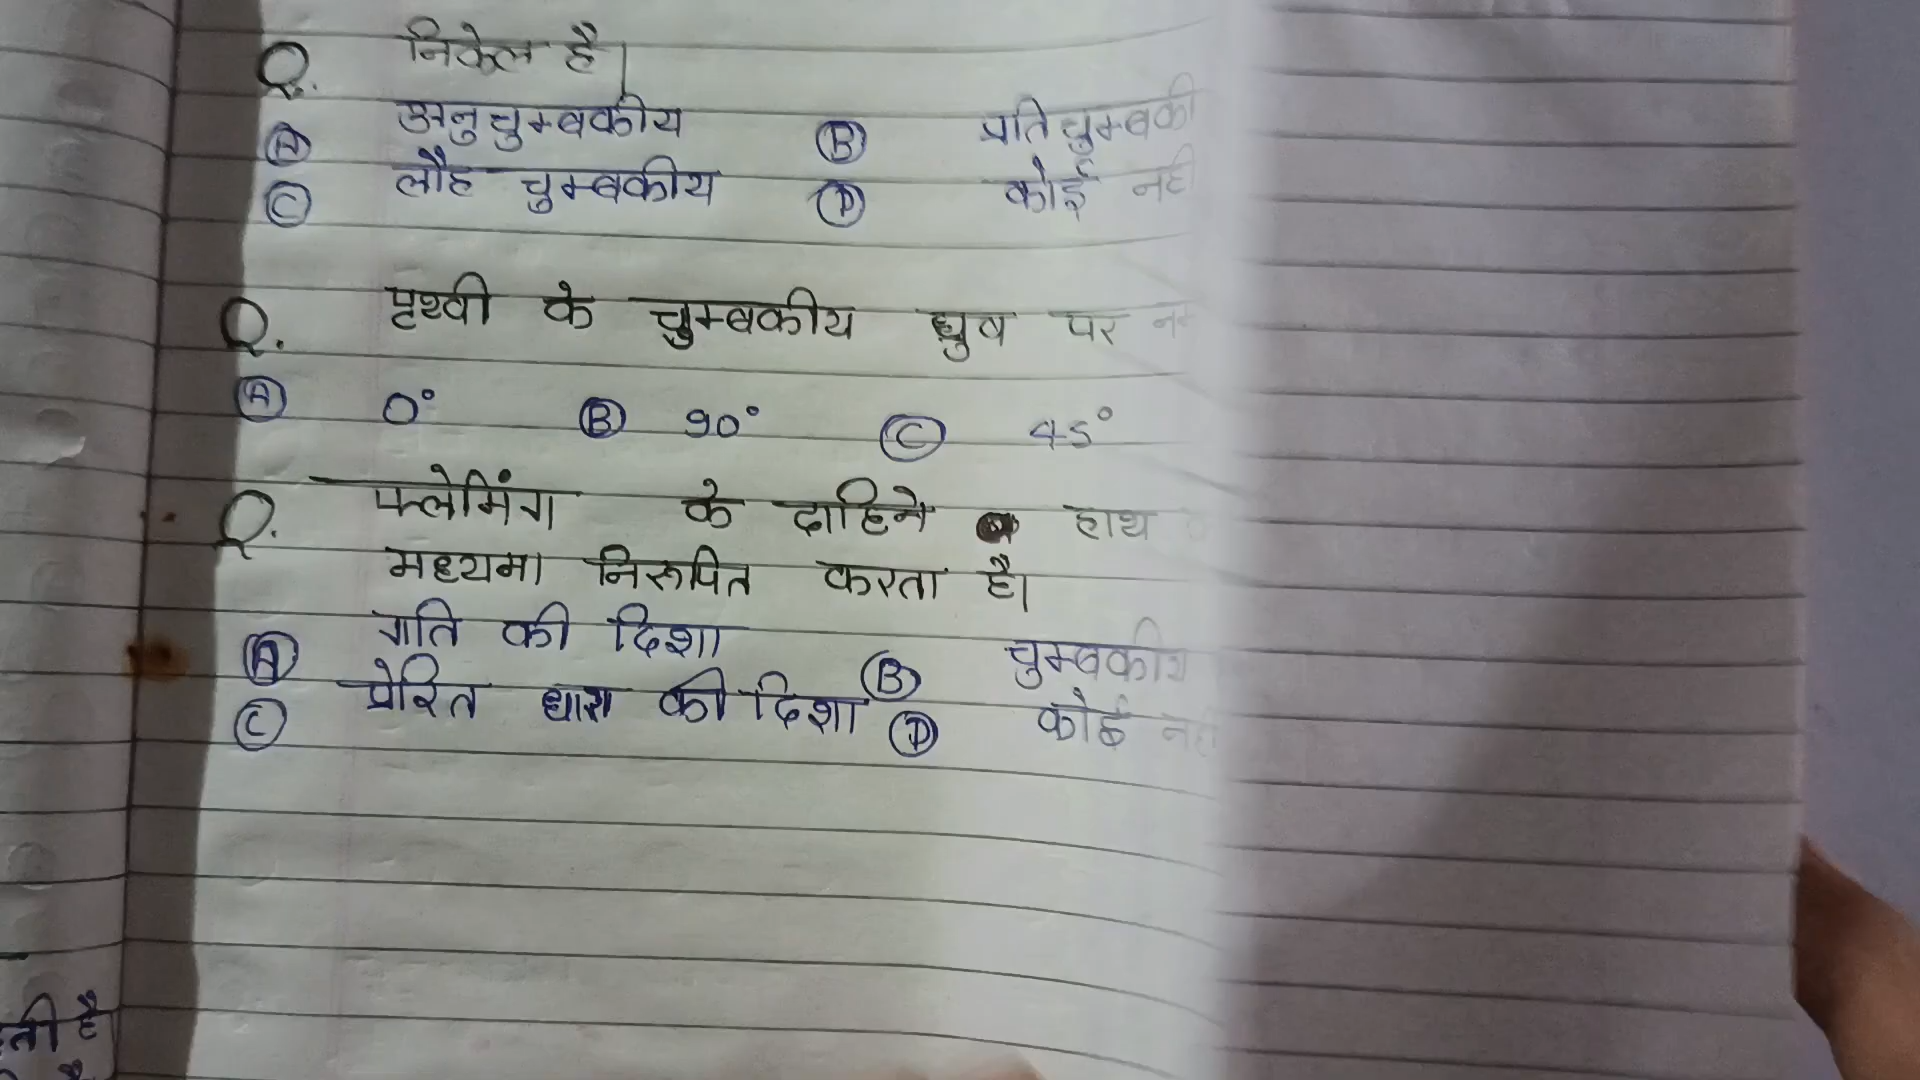 Q. निकेल है।
(A) अनुचुम्बकीय (B) प्रतिचुम्बकी
(C) लौह चुम्बकीय (D) कोई नही
Q. पृथ्वी के चुम्बकीय ध्रुव पर
(A) 0° (B) 90° (C) 45°
Q. फ्लेमिंग के दाहिने हाथ
मध्यमा निरूपित करता है।
(A) गति की दिशा (B) चुम्बकीय
(C) प्रेरित धारा की दिशा (D) कोई नही
ती है
है